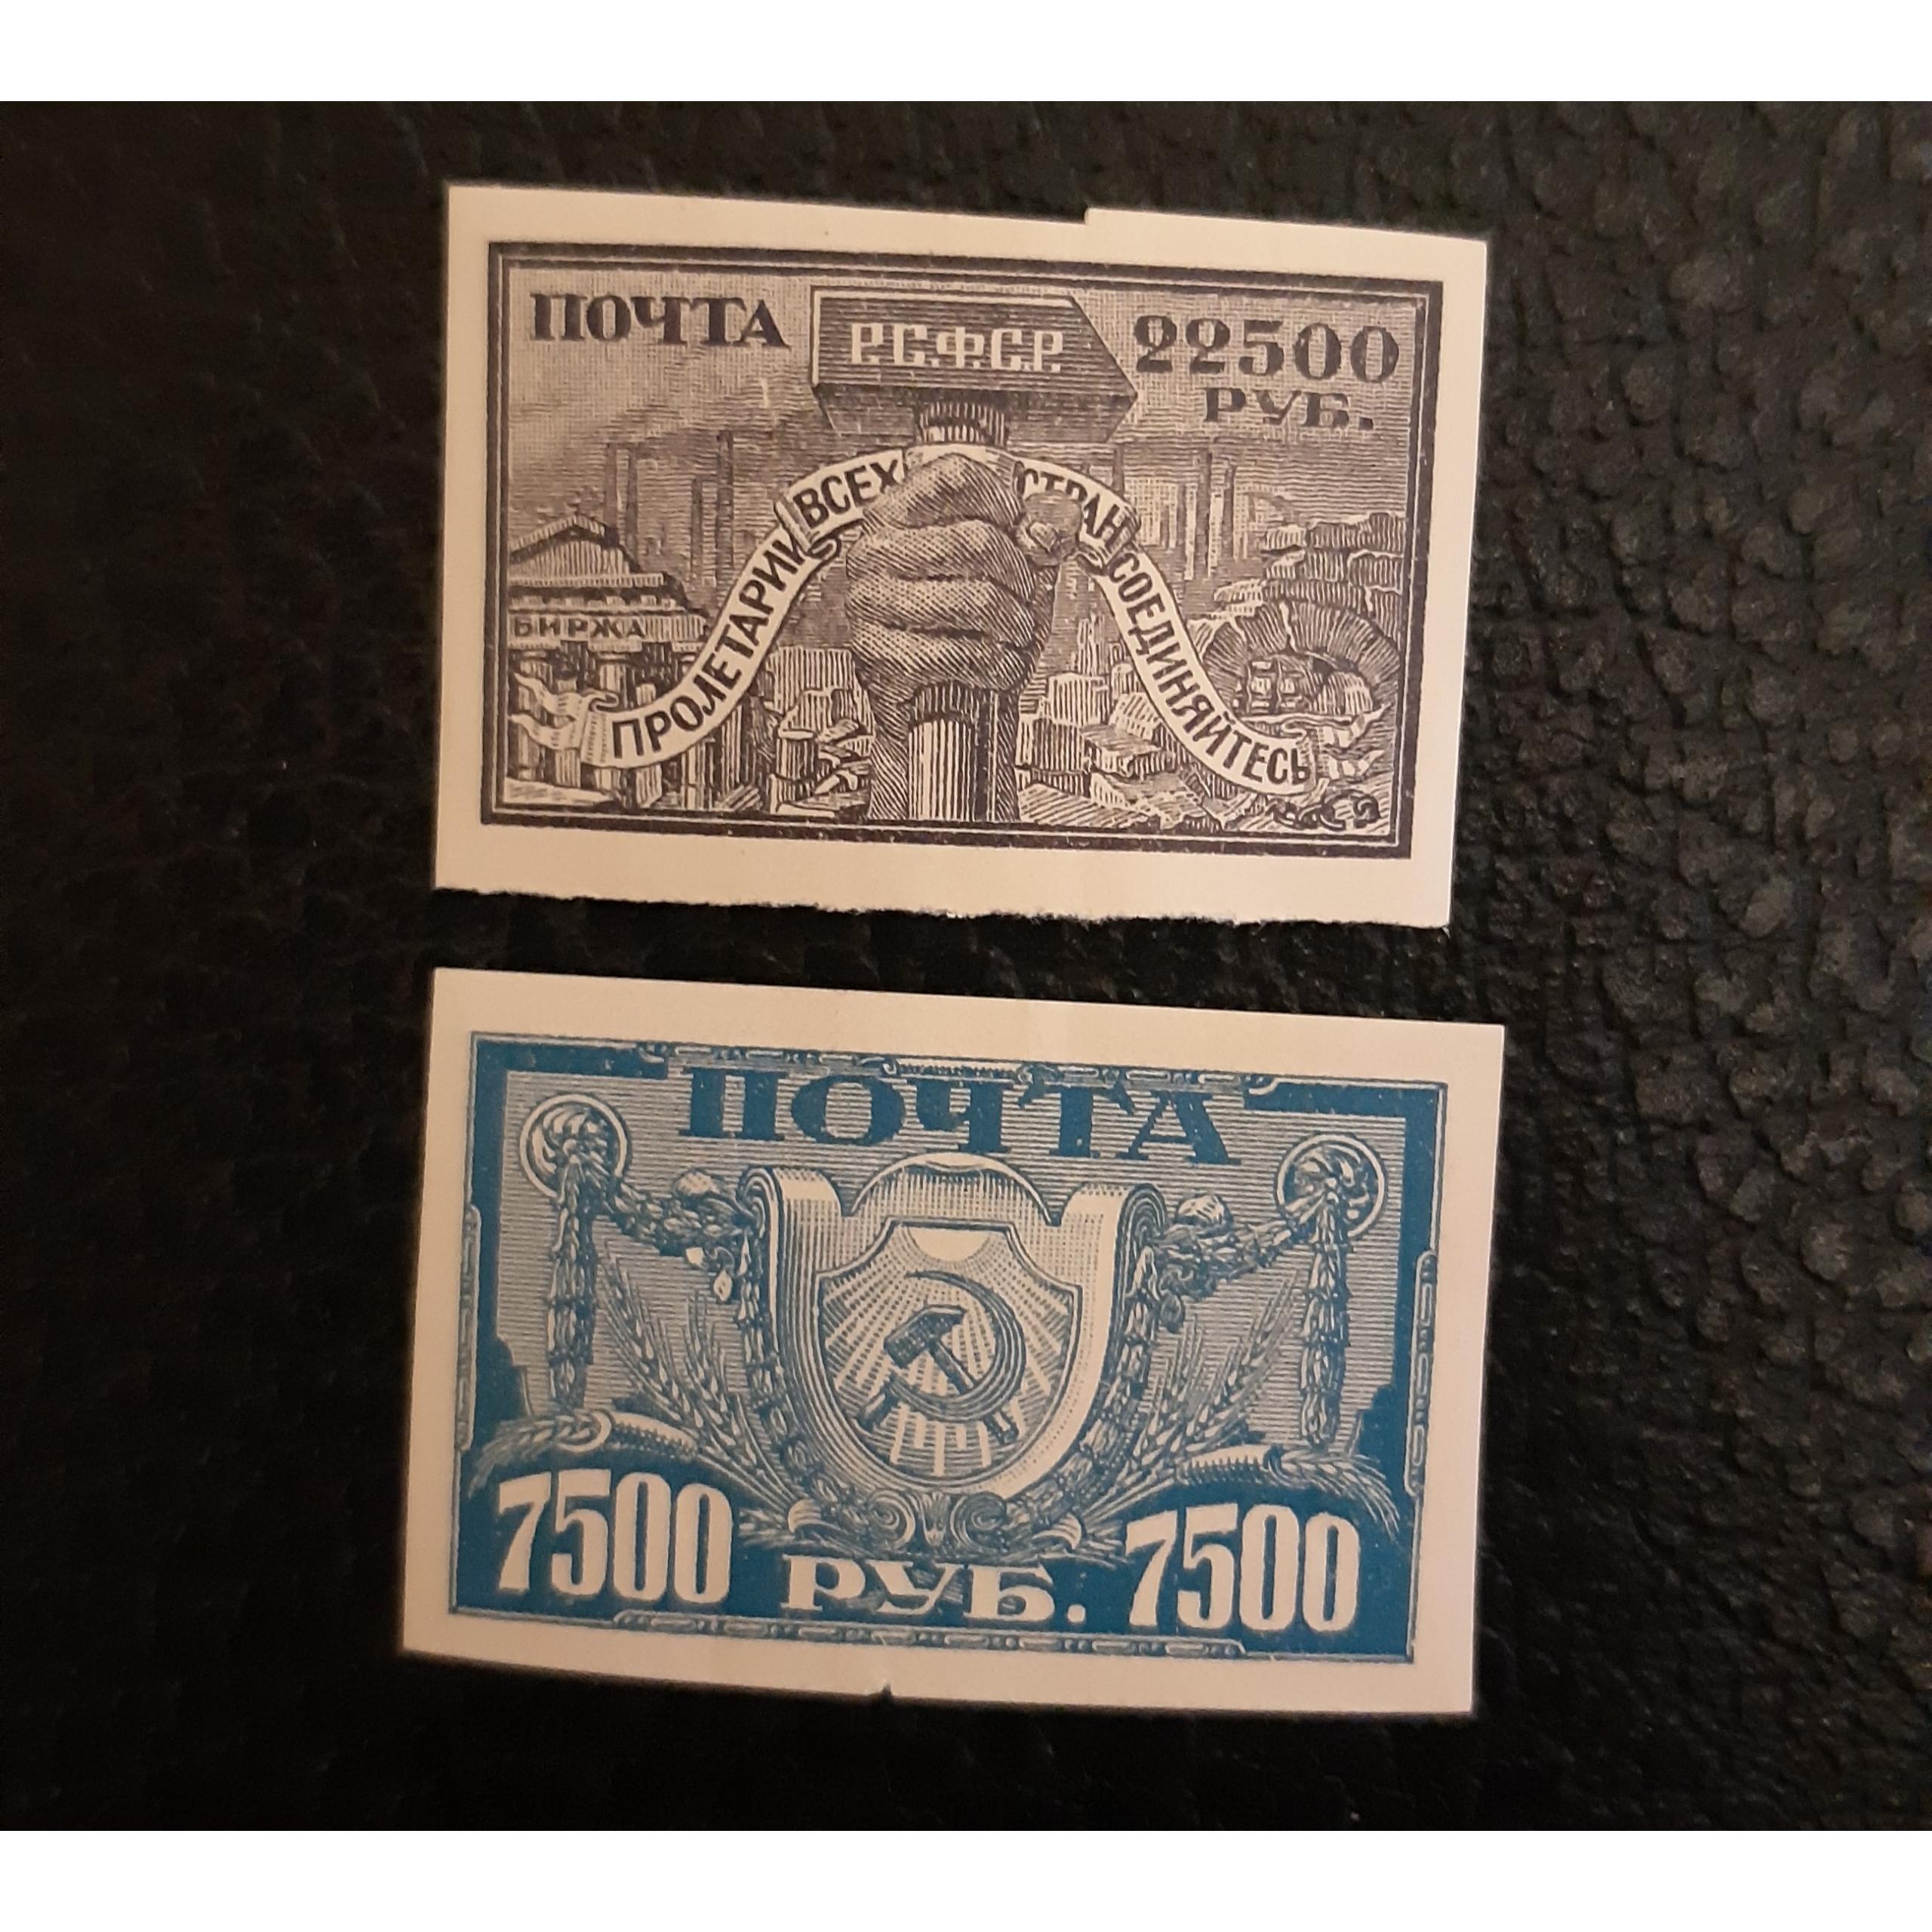 ПОЧТА
Р.С.Ф.С.Р.
22500
РУБ.
ПРОЛЕТАРИИ ВСЕХ СТРАН СОЕДИНЯЙТЕСЬ
БИРЖА
ПОЧТА
7500 РУБ. 7500